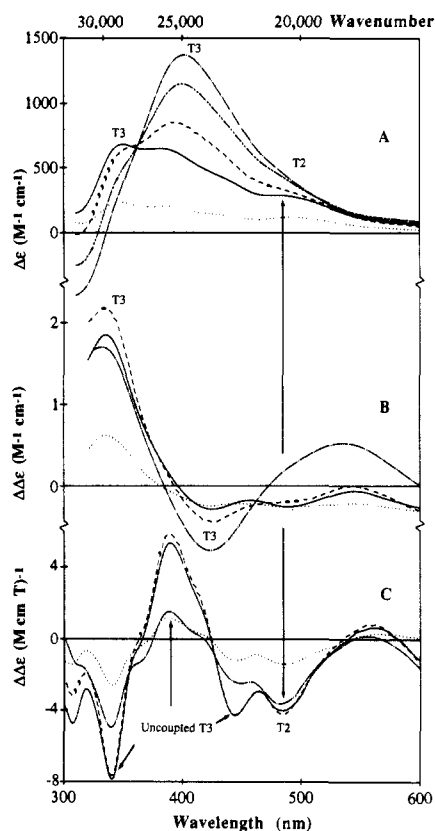 30,000 25,000 20,000 Wavenumber
1500
T3
A
1000
T3
500
T2
0
Δε (M-1 cm-1)
T3
2
B
0
T3
ΔΔε (M-1 cm-1)
4
C
0
Uncoupled T3
T2
-4
-8
ΔΔε (M cm T)-1
300 400 500 600
Wavelength (nm)